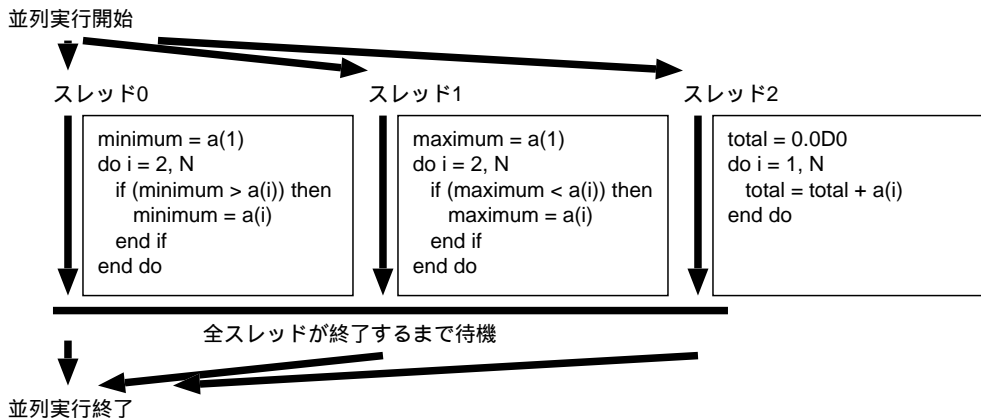 並列実行開始
スレッド0
minimum = a(1)
do i = 2, N
if (minimum > a(i)) then
minimum = a(i)
end if
end do
スレッド1
maximum = a(1)
do i = 2, N
if (maximum < a(i)) then
maximum = a(i)
end if
end do
スレッド2
total = 0.0D0
do i = 1, N
total = total + a(i)
end do
全スレッドが終了するまで待機
並列実行終了